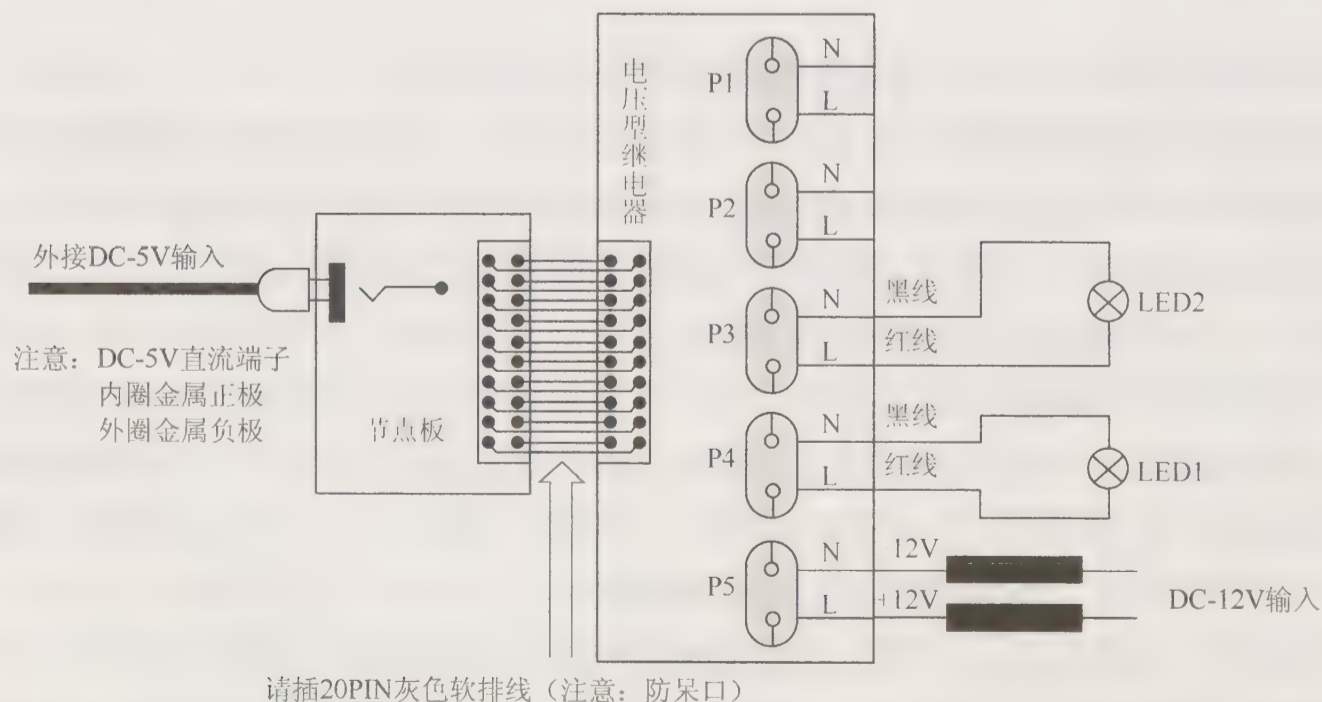 电压型继电器
P1
N
L
P2
N
L
外接DC-5V输入
注意：DC-5V直流端子
内圈金属正极
外圈金属负极
节点板
P3
N
黑线
L
红线
LED2
P4
N
黑线
L
红线
LED1
P5
N
-12V
L
+12V
DC-12V输入
请插20PIN灰色软排线（注意：防呆口）